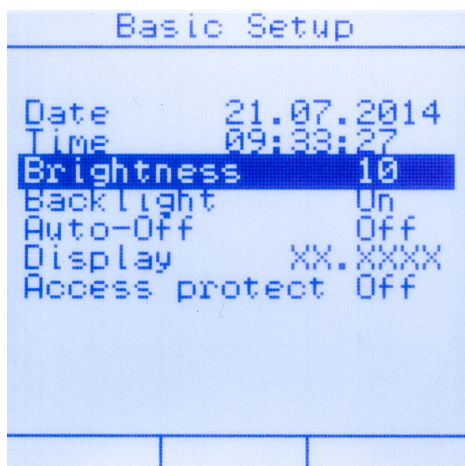 Basic Setup
Date 21.07.2014
Time 09:33:27
Brightness 10
Backlight On
Auto-Off Off
Display XX.XXXX
Access protect Off